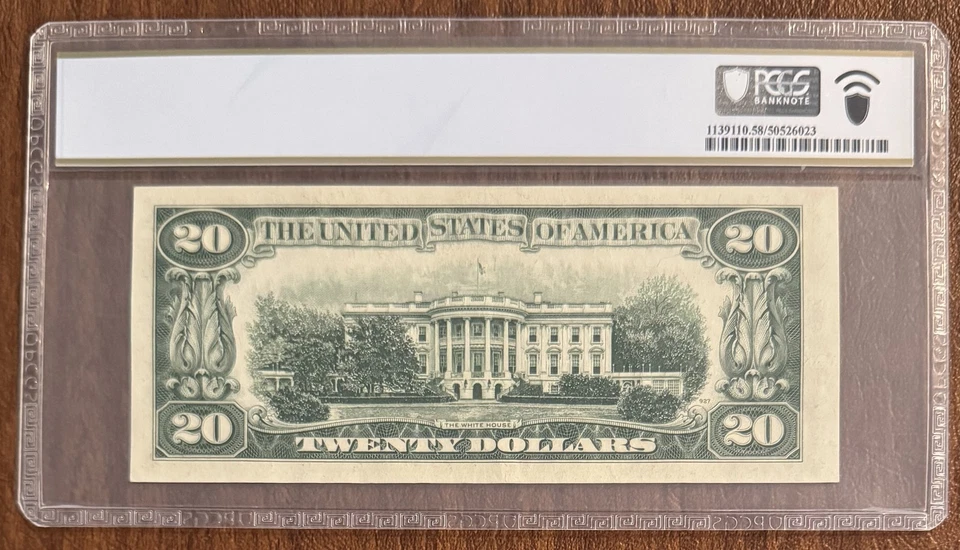 PCGS
BANKNOTE
1139110.58/50526023
20 THE UNITED STATES OF AMERICA 20
927
THE WHITE HOUSE
20 TWENTY DOLLARS 20